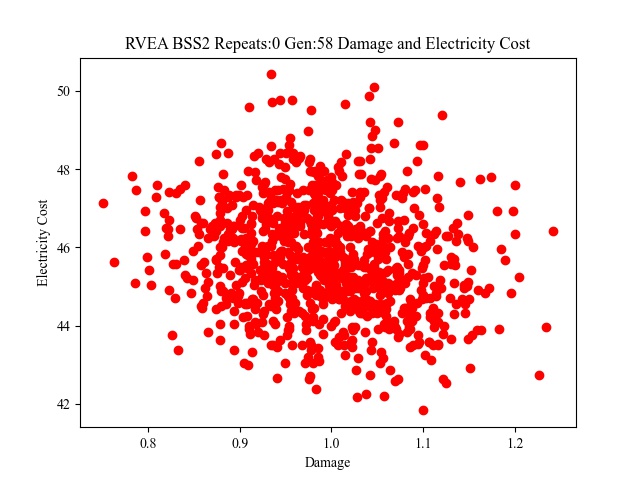 RVEA BSS2 Repeats:0 Gen:58 Damage and Electricity Cost
50
48
46
44
42
Electricity Cost
0.8 0.9 1.0 1.1 1.2
Damage